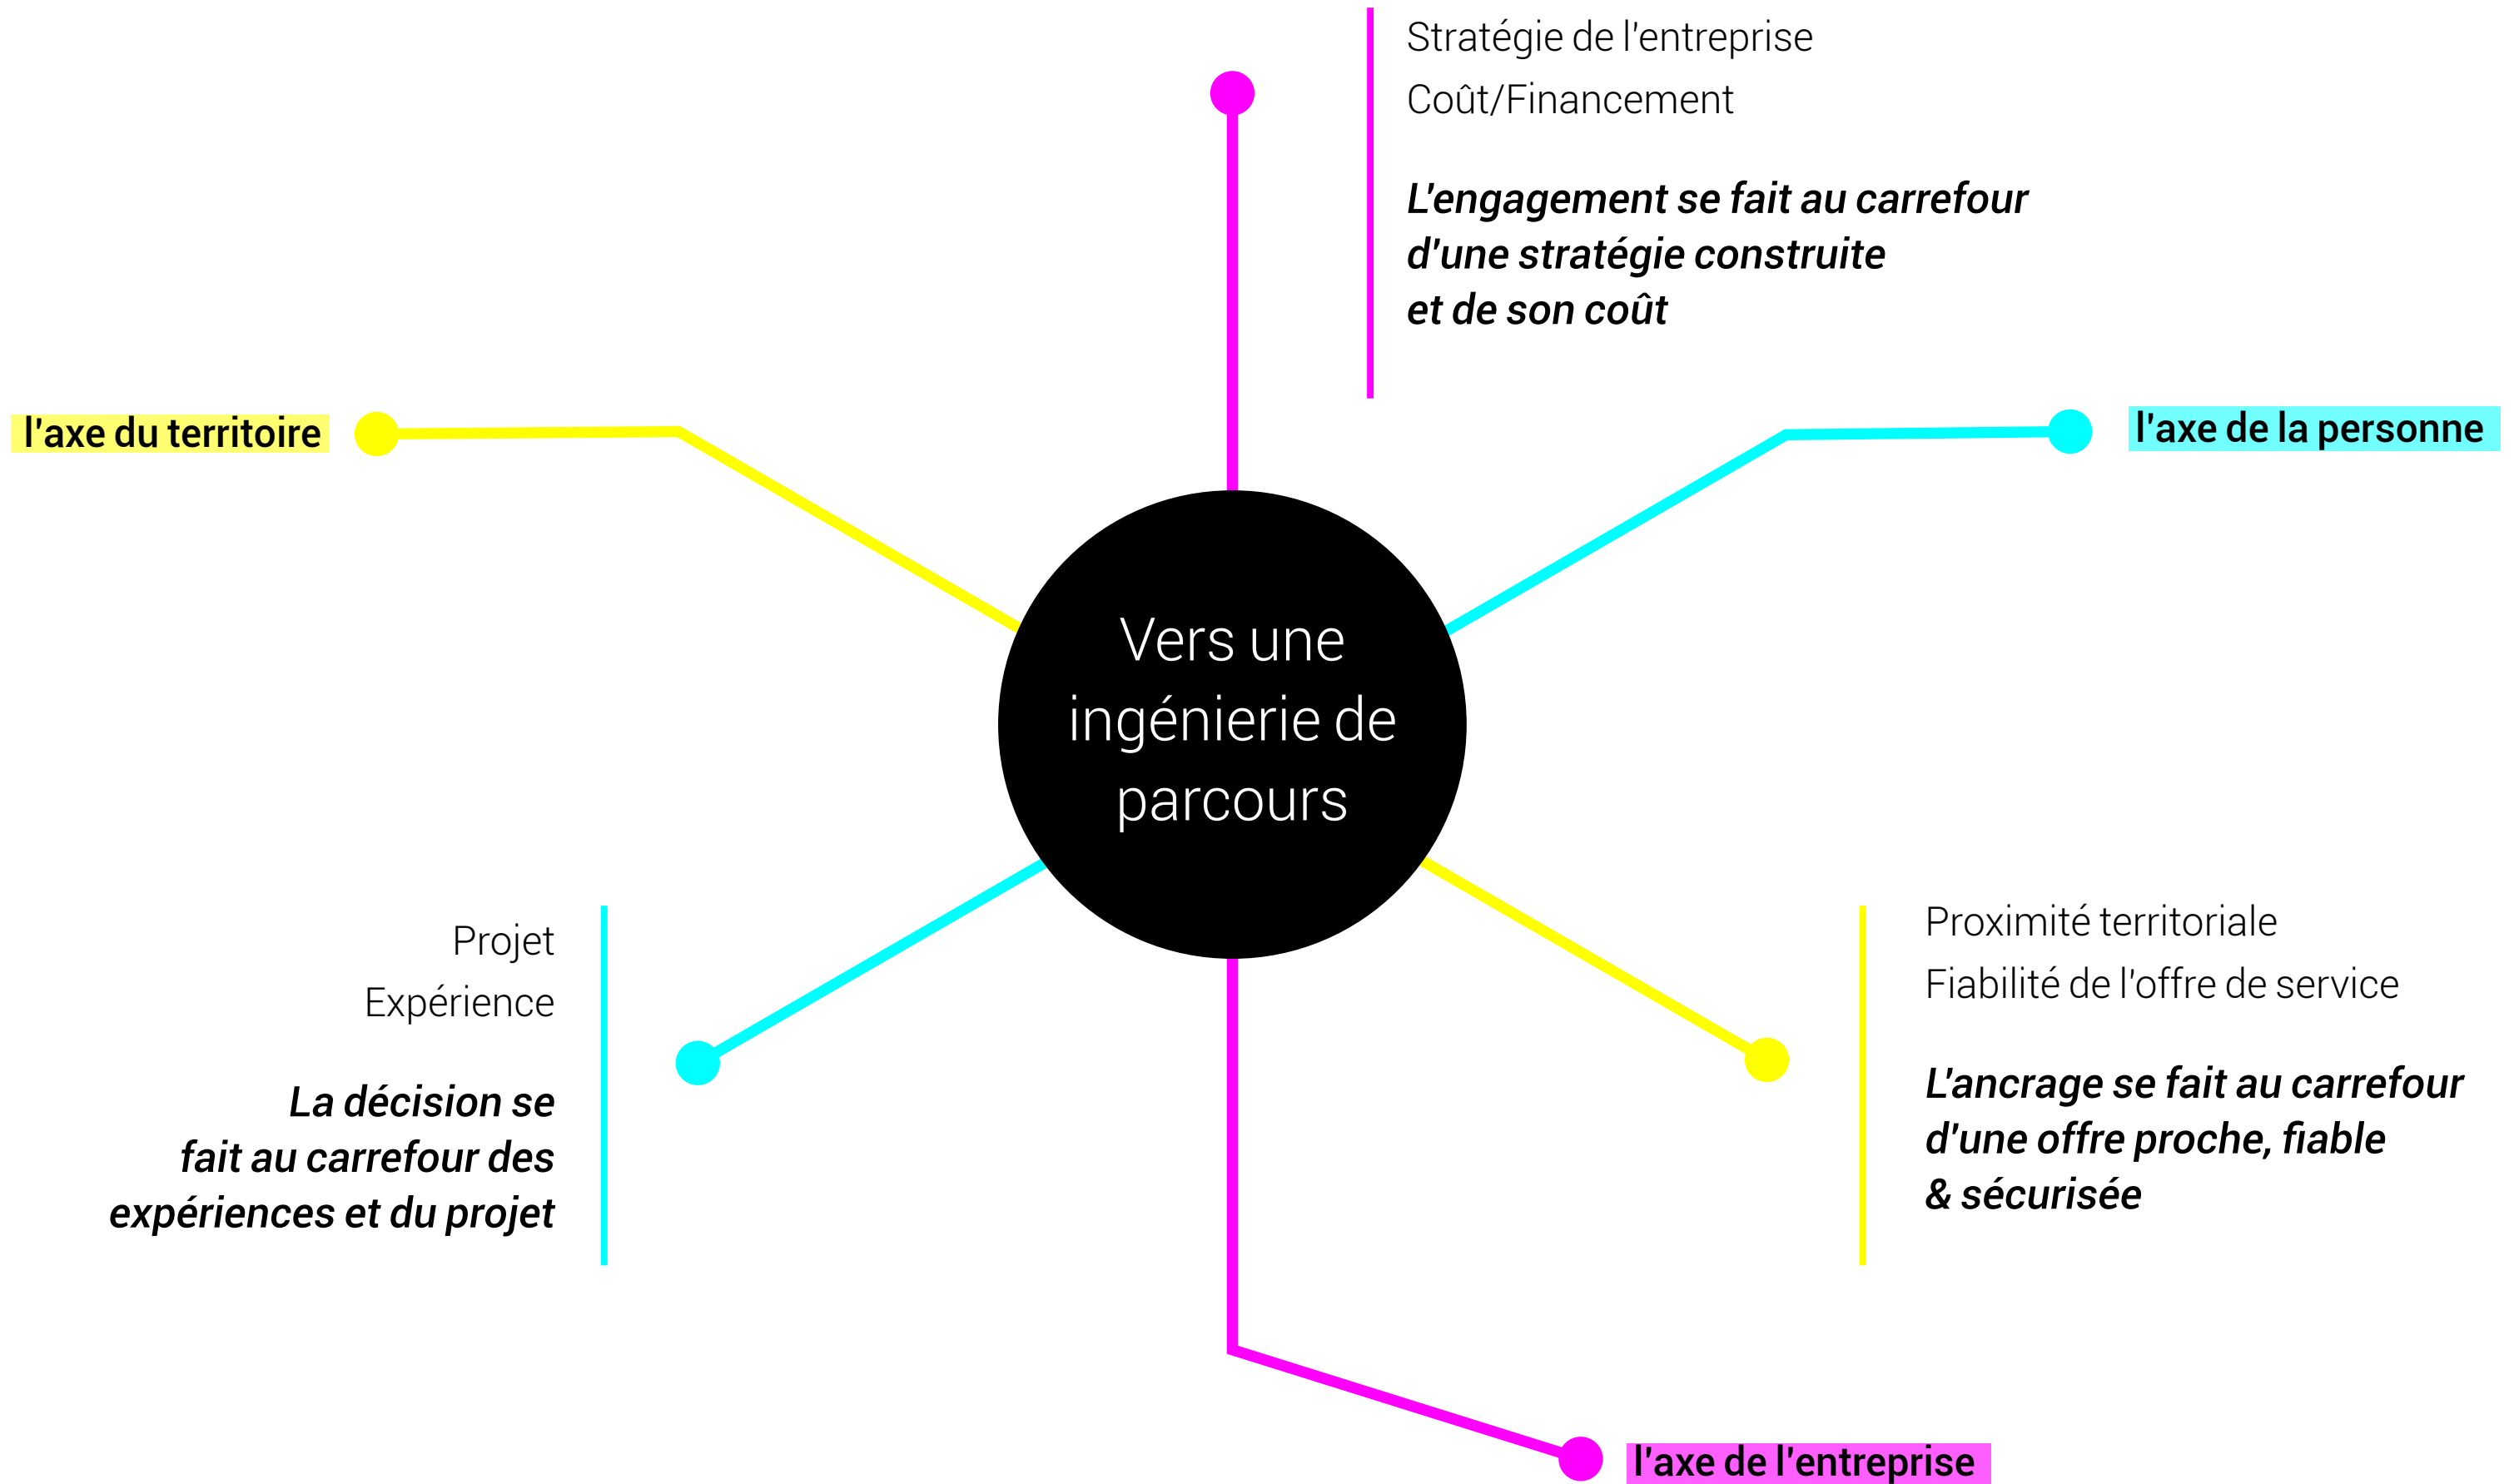 Stratégie de l'entreprise
Coût/Financement
L'engagement se fait au carrefour
d'une stratégie construite
et de son coût
l'axe du territoire
l'axe de la personne
Vers une
ingénierie de
parcours
Projet
Expérience
La décision se
fait au carrefour des
expériences et du projet
Proximité territoriale
Fiabilité de l'offre de service
L'ancrage se fait au carrefour
d'une offre proche, fiable
& sécurisée
l'axe de l'entreprise